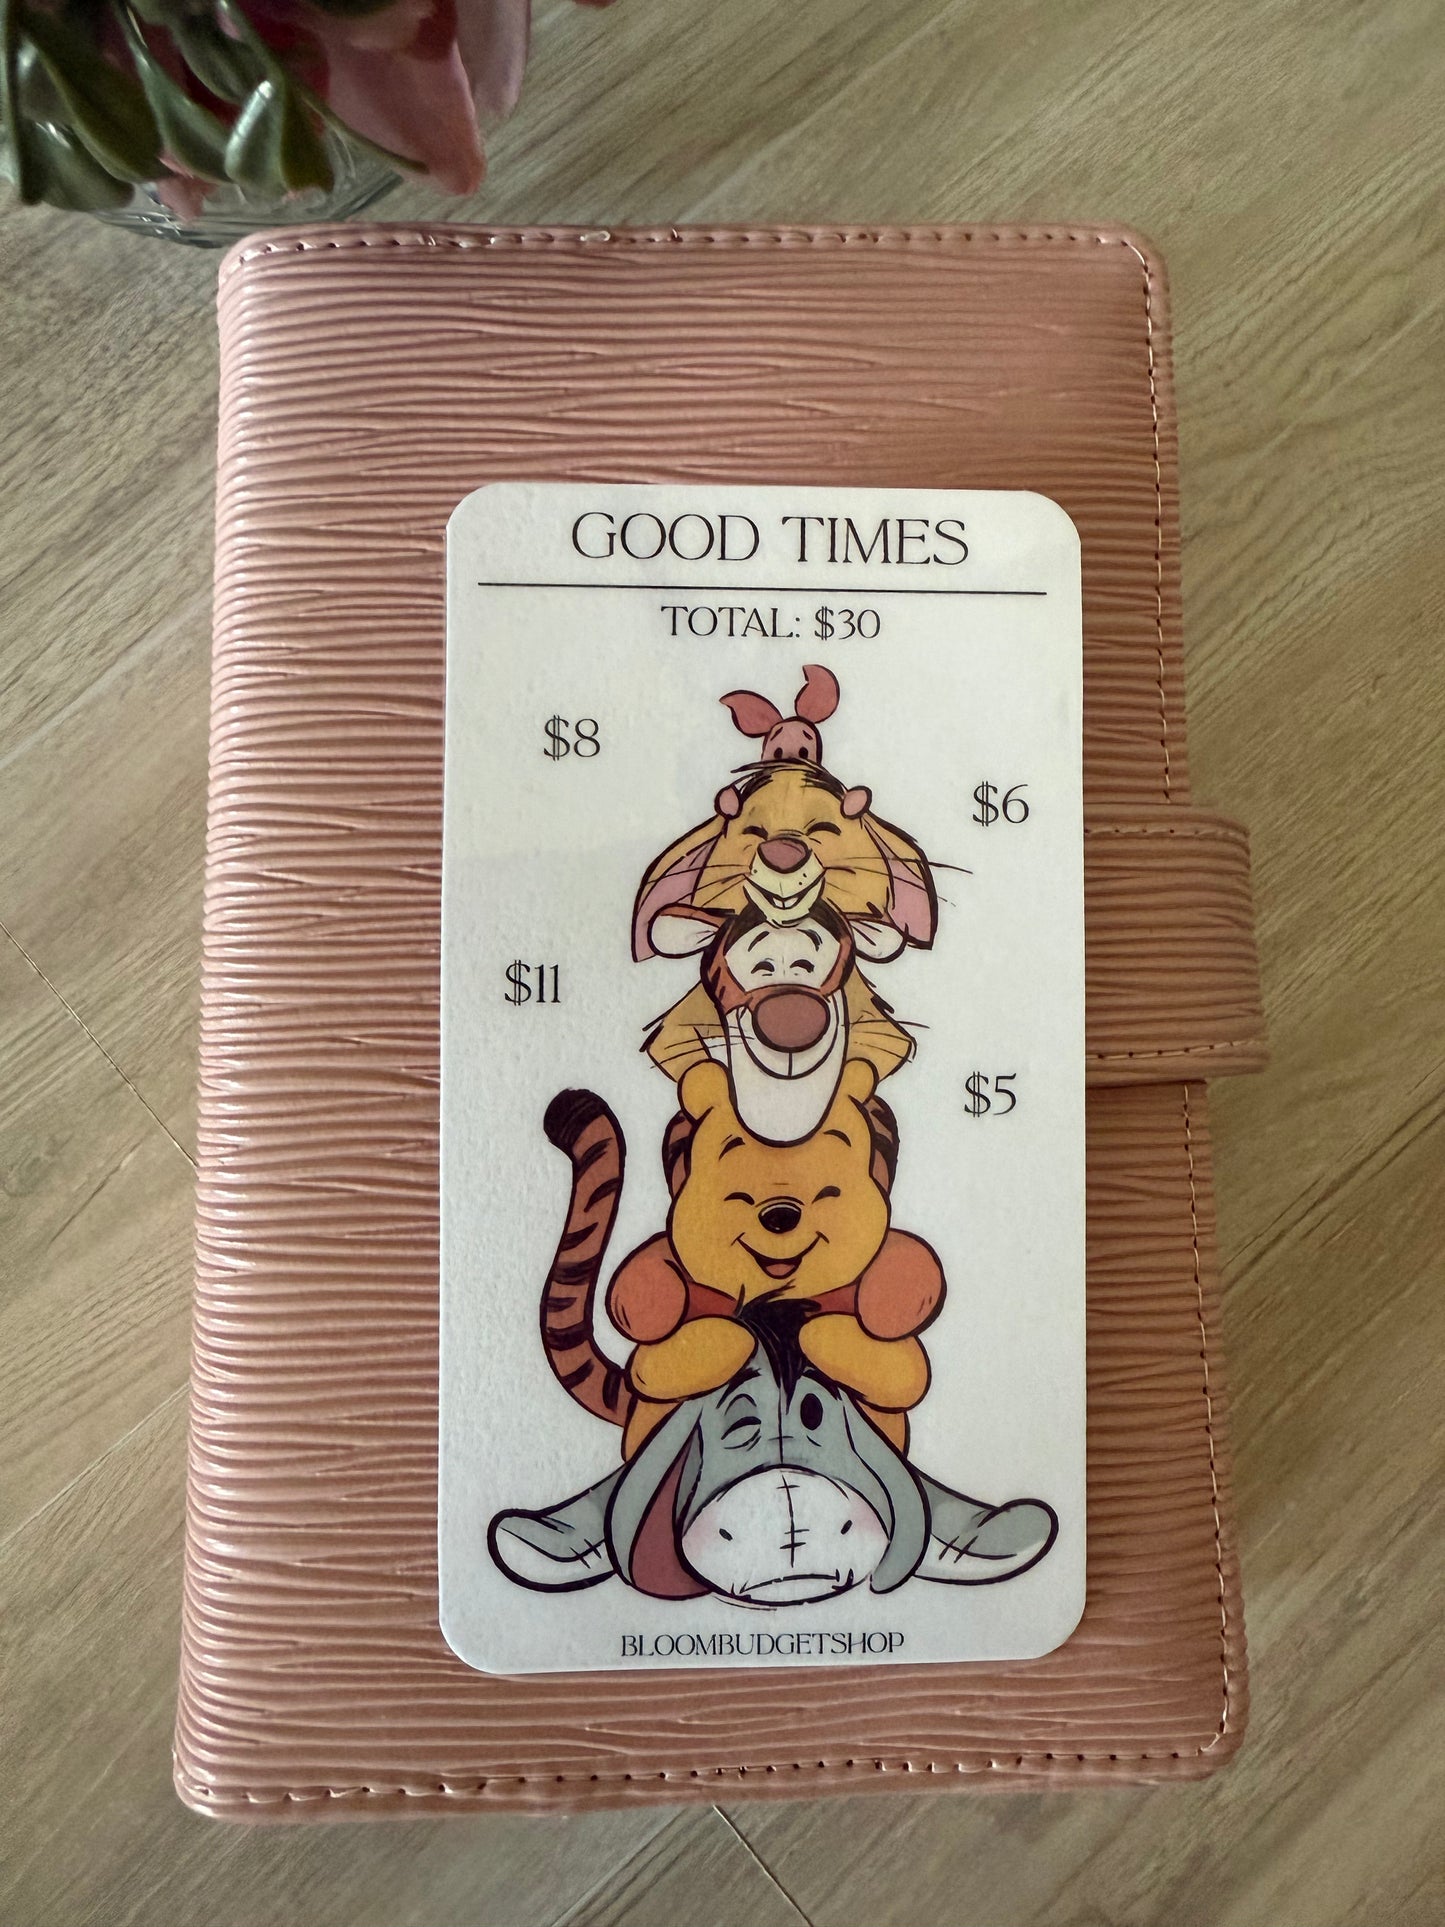 GOOD TIMES
TOTAL: $30
$8
$6
$11
$5
BLOOMBUDGETSHOP